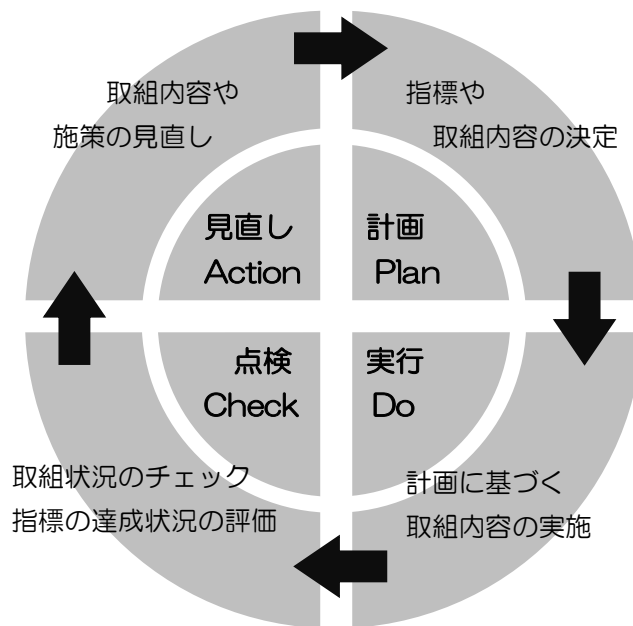 取組内容や
施策の見直し
指標や
取組内容の決定
見直し
Action
計画
Plan
点検
Check
実行
Do
取組状況のチェック
指標の達成状況の評価
計画に基づく
取組内容の実施